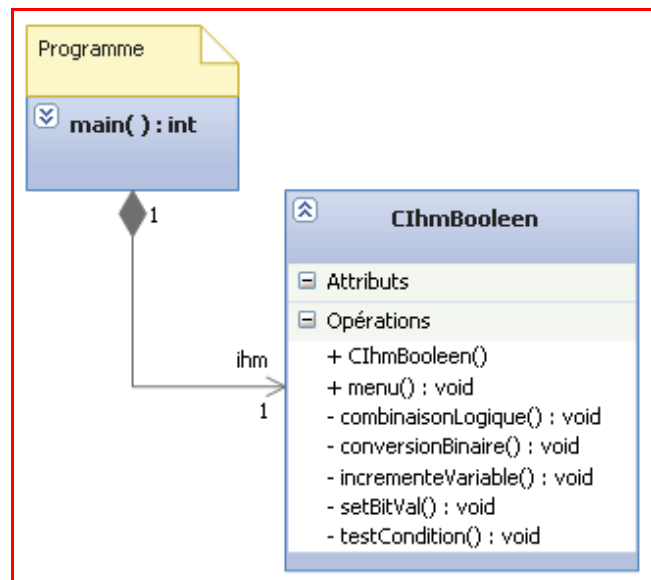 Programme
main( ) : int
1
CIhmBooleen
Attributs
Opérations
+ CIhmBooleen()
+ menu() : void
- combinaisonLogique() : void
- conversionBinaire() : void
- incrementeVariable() : void
- setBitVal() : void
- testCondition() : void
ihm
1